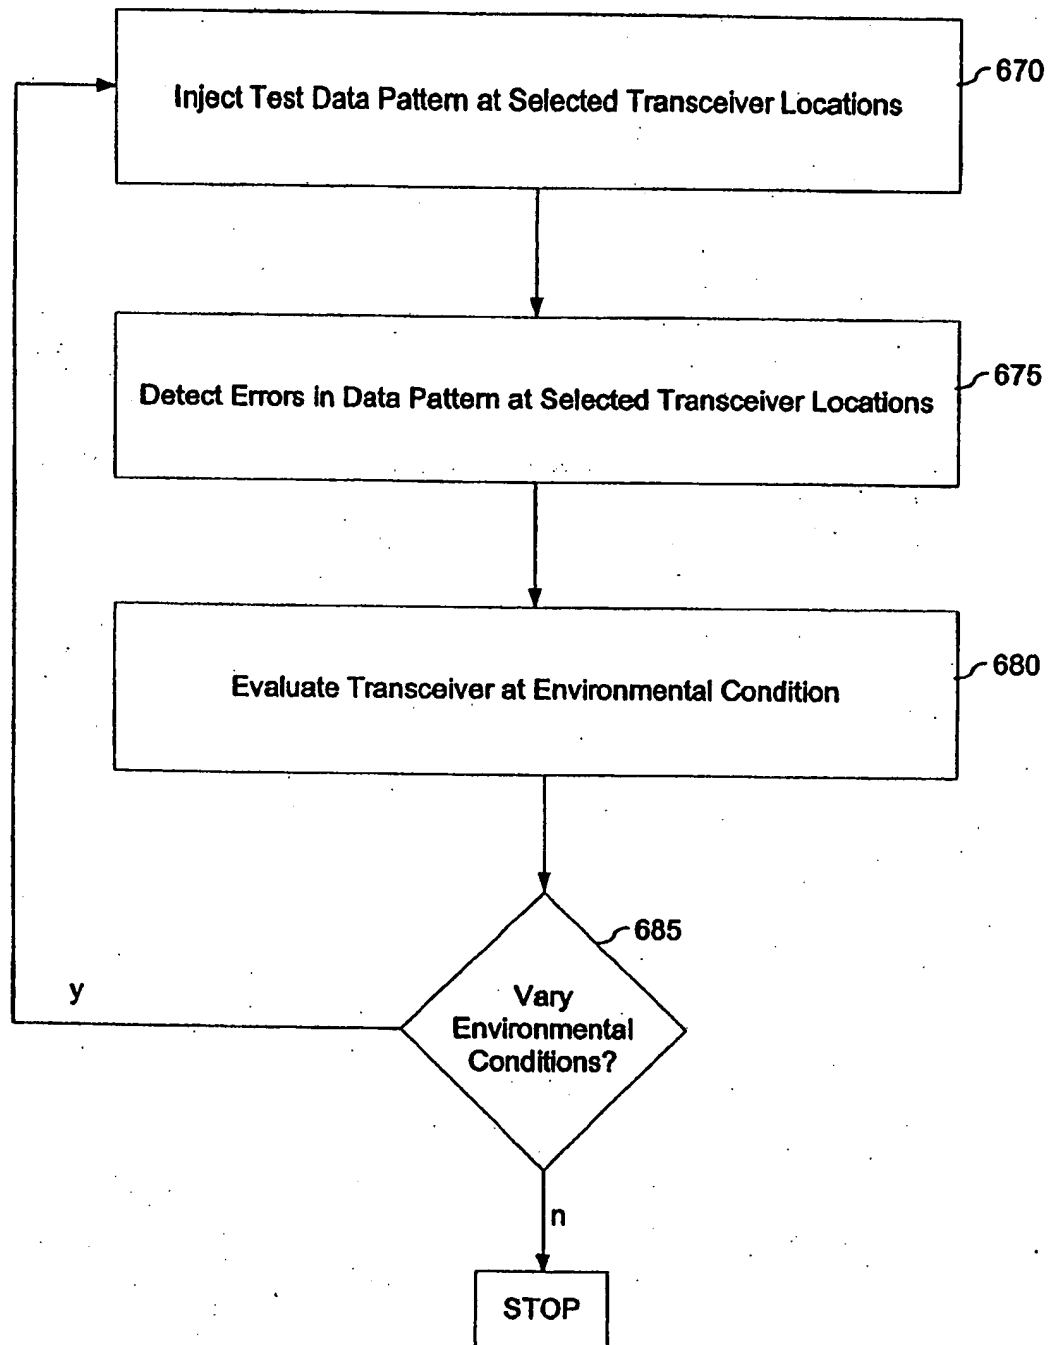 Inject Test Data Pattern at Selected Transceiver Locations
670
Detect Errors in Data Pattern at Selected Transceiver Locations
675
Evaluate Transceiver at Environmental Condition
680
685
Vary
Environmental
Conditions?
y
n
STOP